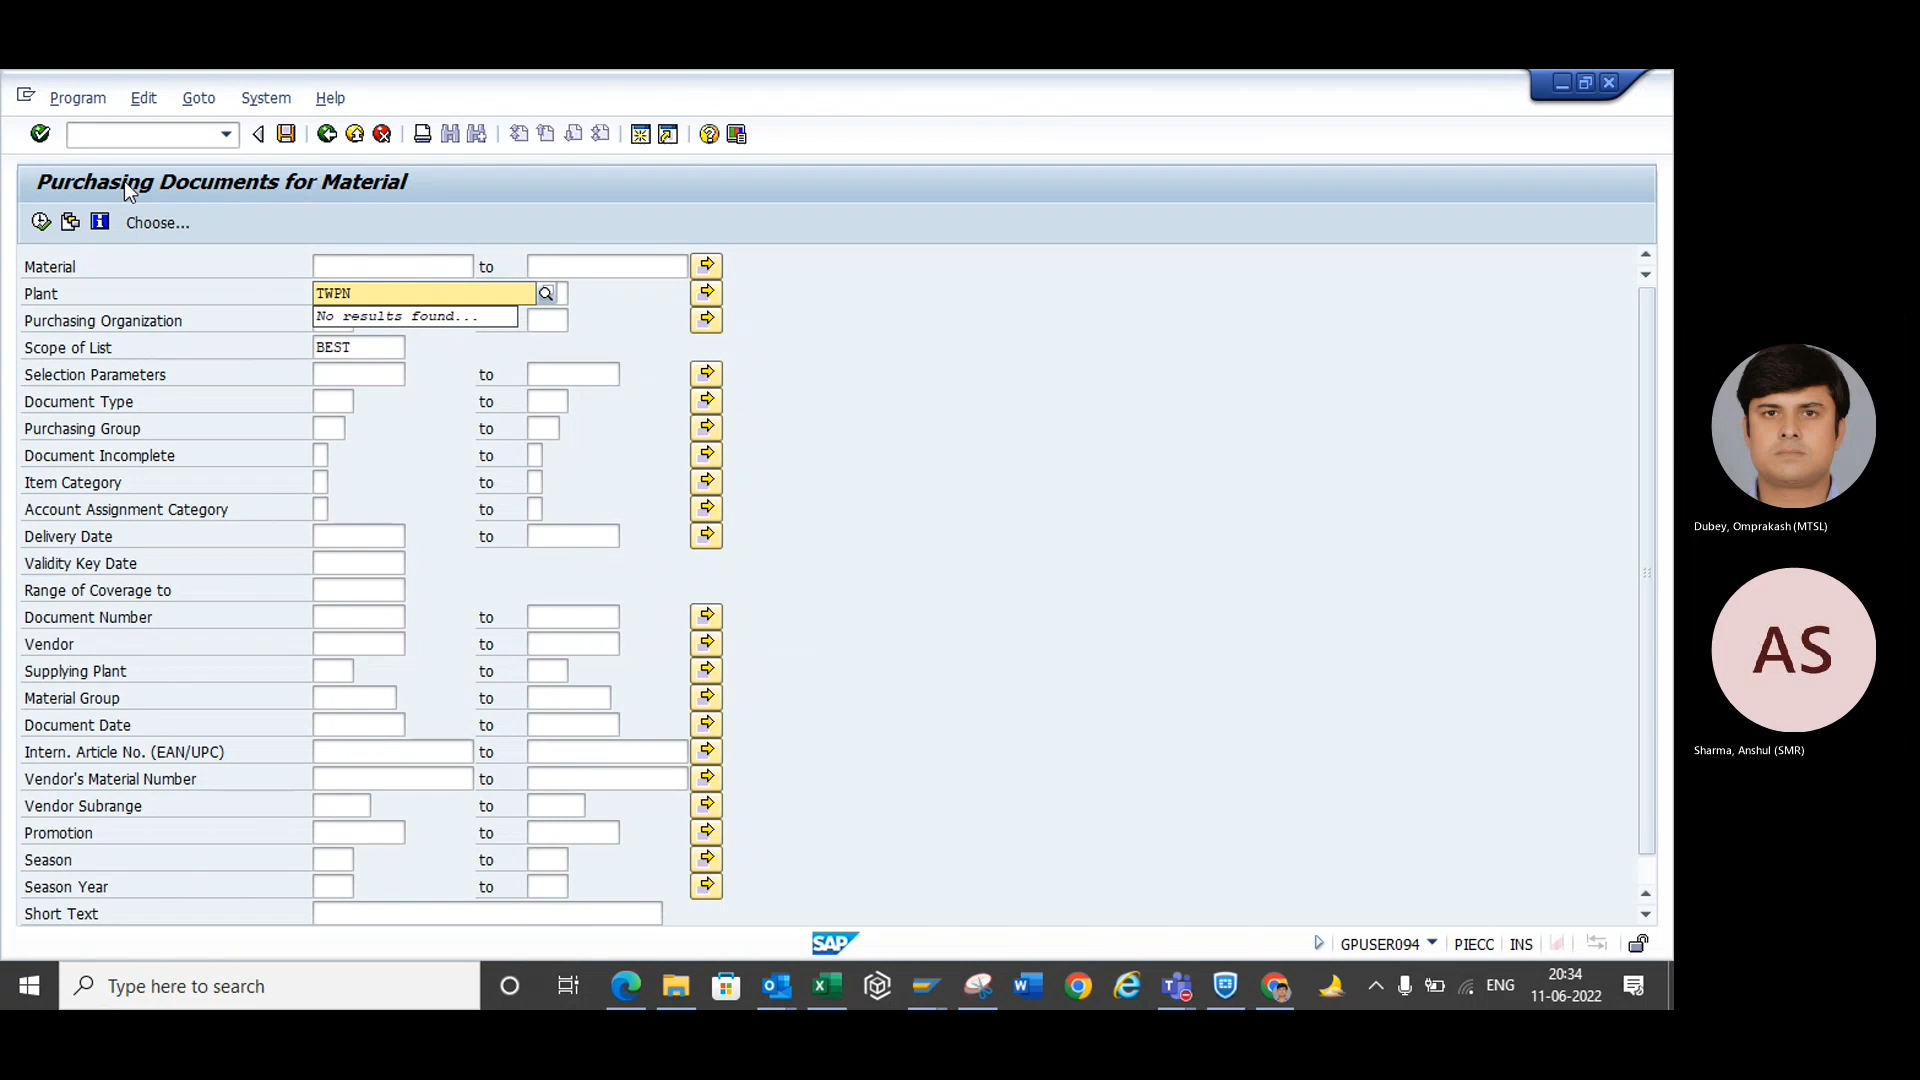 Program Edit Goto System Help
Purchasing Documents for Material
Choose...
Material to
Plant TWPN
No results found...
Purchasing Organization
Scope of List BEST
Selection Parameters to
Document Type to
Purchasing Group to
Document Incomplete to
Item Category to
Account Assignment Category to
Delivery Date to
Validity Key Date
Range of Coverage to
Document Number to
Vendor to
Supplying Plant to
Material Group to
Document Date to
Intern. Article No. (EAN/UPC) to
Vendor's Material Number to
Vendor Subrange to
Promotion to
Season to
Season Year to
Short Text
SAP GPUSER094 PIECC INS
Type here to search ENG 20:34
11-06-2022
Dubey, Omprakash (MTSL)
AS
Sharma, Anshul (SMR)